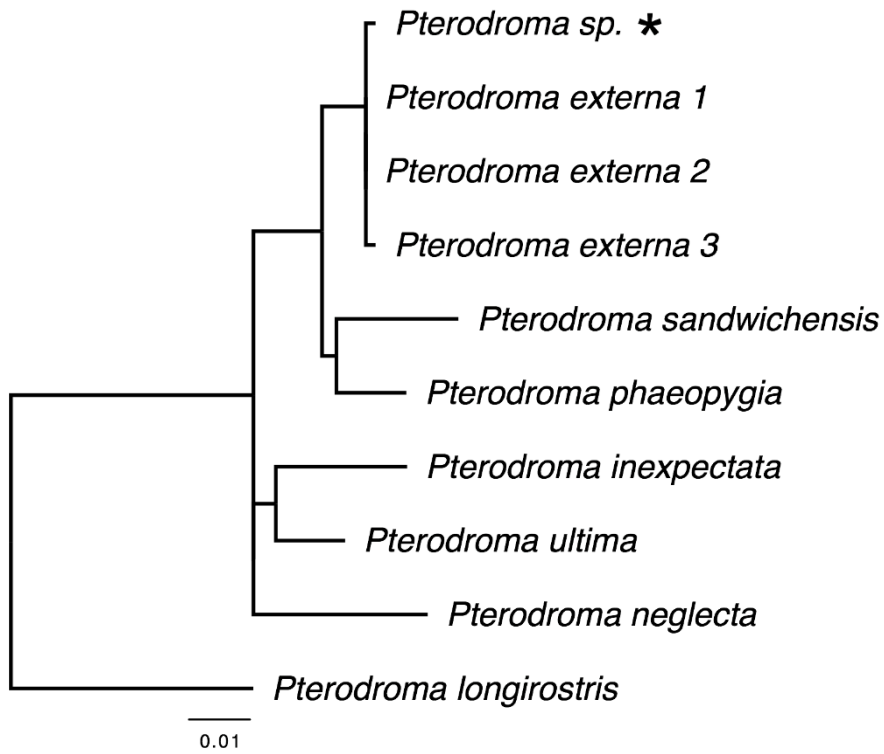 Pterodroma sp. *
Pterodroma externa 1
Pterodroma externa 2
Pterodroma externa 3
Pterodroma sandwichensis
Pterodroma phaeopygia
Pterodroma inexpectata
Pterodroma ultima
Pterodroma neglecta
Pterodroma longirostris
0.01